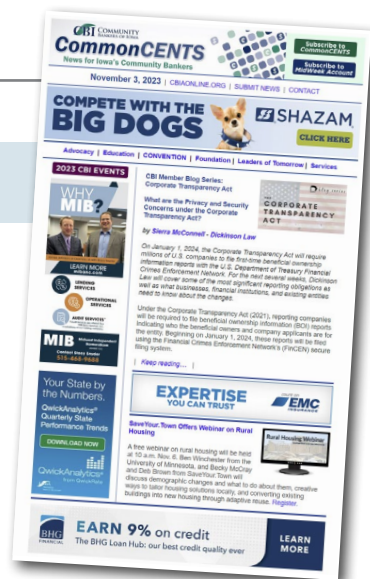 CBI COMMUNITY
BANKERS OF IOWA
CommonCENTS
News for Iowa's Community Bankers
Subscribe to
CommonCENTS
Subscribe to
MidWeek Account
November 3, 2023 | CBIAONLINE.ORG | SUBMIT NEWS | CONTACT
COMPETE WITH THE
BIG DOGS
SHAZAM
CLICK HERE
Advocacy | Education | CONVENTION | Foundation | Leaders of Tomorrow | Services
2023 CBI EVENTS
WHY
MIB?
LEARN MORE
mibanc.com
LENDING
SERVICES
OPERATIONAL
SERVICES
AUDIT SERVICES
MIB Midwest Independent
BankersBank
515-468-9688
Your State by
the Numbers.
QwickAnalytics®
Quarterly State
Performance Trends
DOWNLOAD NOW
QwickAnalytics®
CBI Member Blog Series:
Corporate Transparency Act
What are the Privacy and Security
Concerns under the Corporate
Transparency Act?
by Sierra McConnell - Dickinson Law
THE
CORPORATE
TRANSPARENCY
ACT
On January 1, 2024, the Corporate Transparency Act will require
millions of U.S. companies to file first-time beneficial ownership
information reports with the U.S. Department of Treasury Financial
Crimes Enforcement Network. For the next several weeks, Dickinson
Law will cover some of the most significant reporting obligations as
well as what businesses, financial institutions, and existing entities
need to know about the changes.
Under the Corporate Transparency Act (2021), reporting companies
will be required to file beneficial ownership information (BOI) reports
indicating who the beneficial owners and company applicants are for
the entity. Beginning on January 1, 2024, these reports will be filed
using the Financial Crimes Enforcement Network's (FinCEN) secure
filing system.
| Keep reading... |
EXPERTISE
YOU CAN TRUST
EMC
INSURANCE
SaveYour.Town Offers Webinar on Rural
Housing
Rural Housing Webinar
A free webinar on rural housing will be held
at 10 a.m. Nov. 6. Ben Winchester from the
University of Minnesota, and Becky McCray
and Deb Brown from SaveYour.Town will
discuss demographic changes and what to do about them, creative
ways to tailor housing solutions locally, and converting existing
buildings into new housing through adaptive reuse. Register.
BHG
FINANCIAL
EARN 9% on credit
The BHG Loan Hub: our best credit quality ever
LEARN
MORE